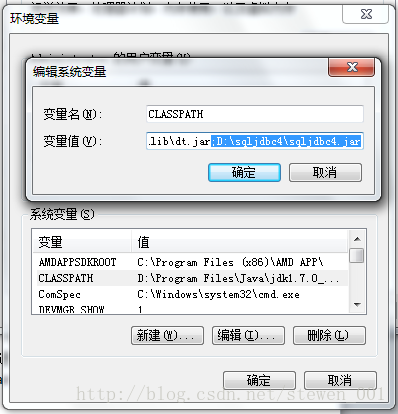 环境变量
编辑系统变量
变量名(N):
CLASSPATH
变量值(V):
.lib\dt.jar;D:\sqljdbc4\sqljdbc4.jar
确定
取消
系统变量(S)
变量 值
AMDAPPSDKROOT C:\Program Files (x86)\AMD APP\
CLASSPATH D:\Program Files\Java\jdk1.7.0_...
ComSpec C:\Windows\system32\cmd.exe
DEVMGR_SHOW 1
新建(W)...
编辑(I)...
删除(L)
确定
取消
http://blog.csdn.net/stewen_001